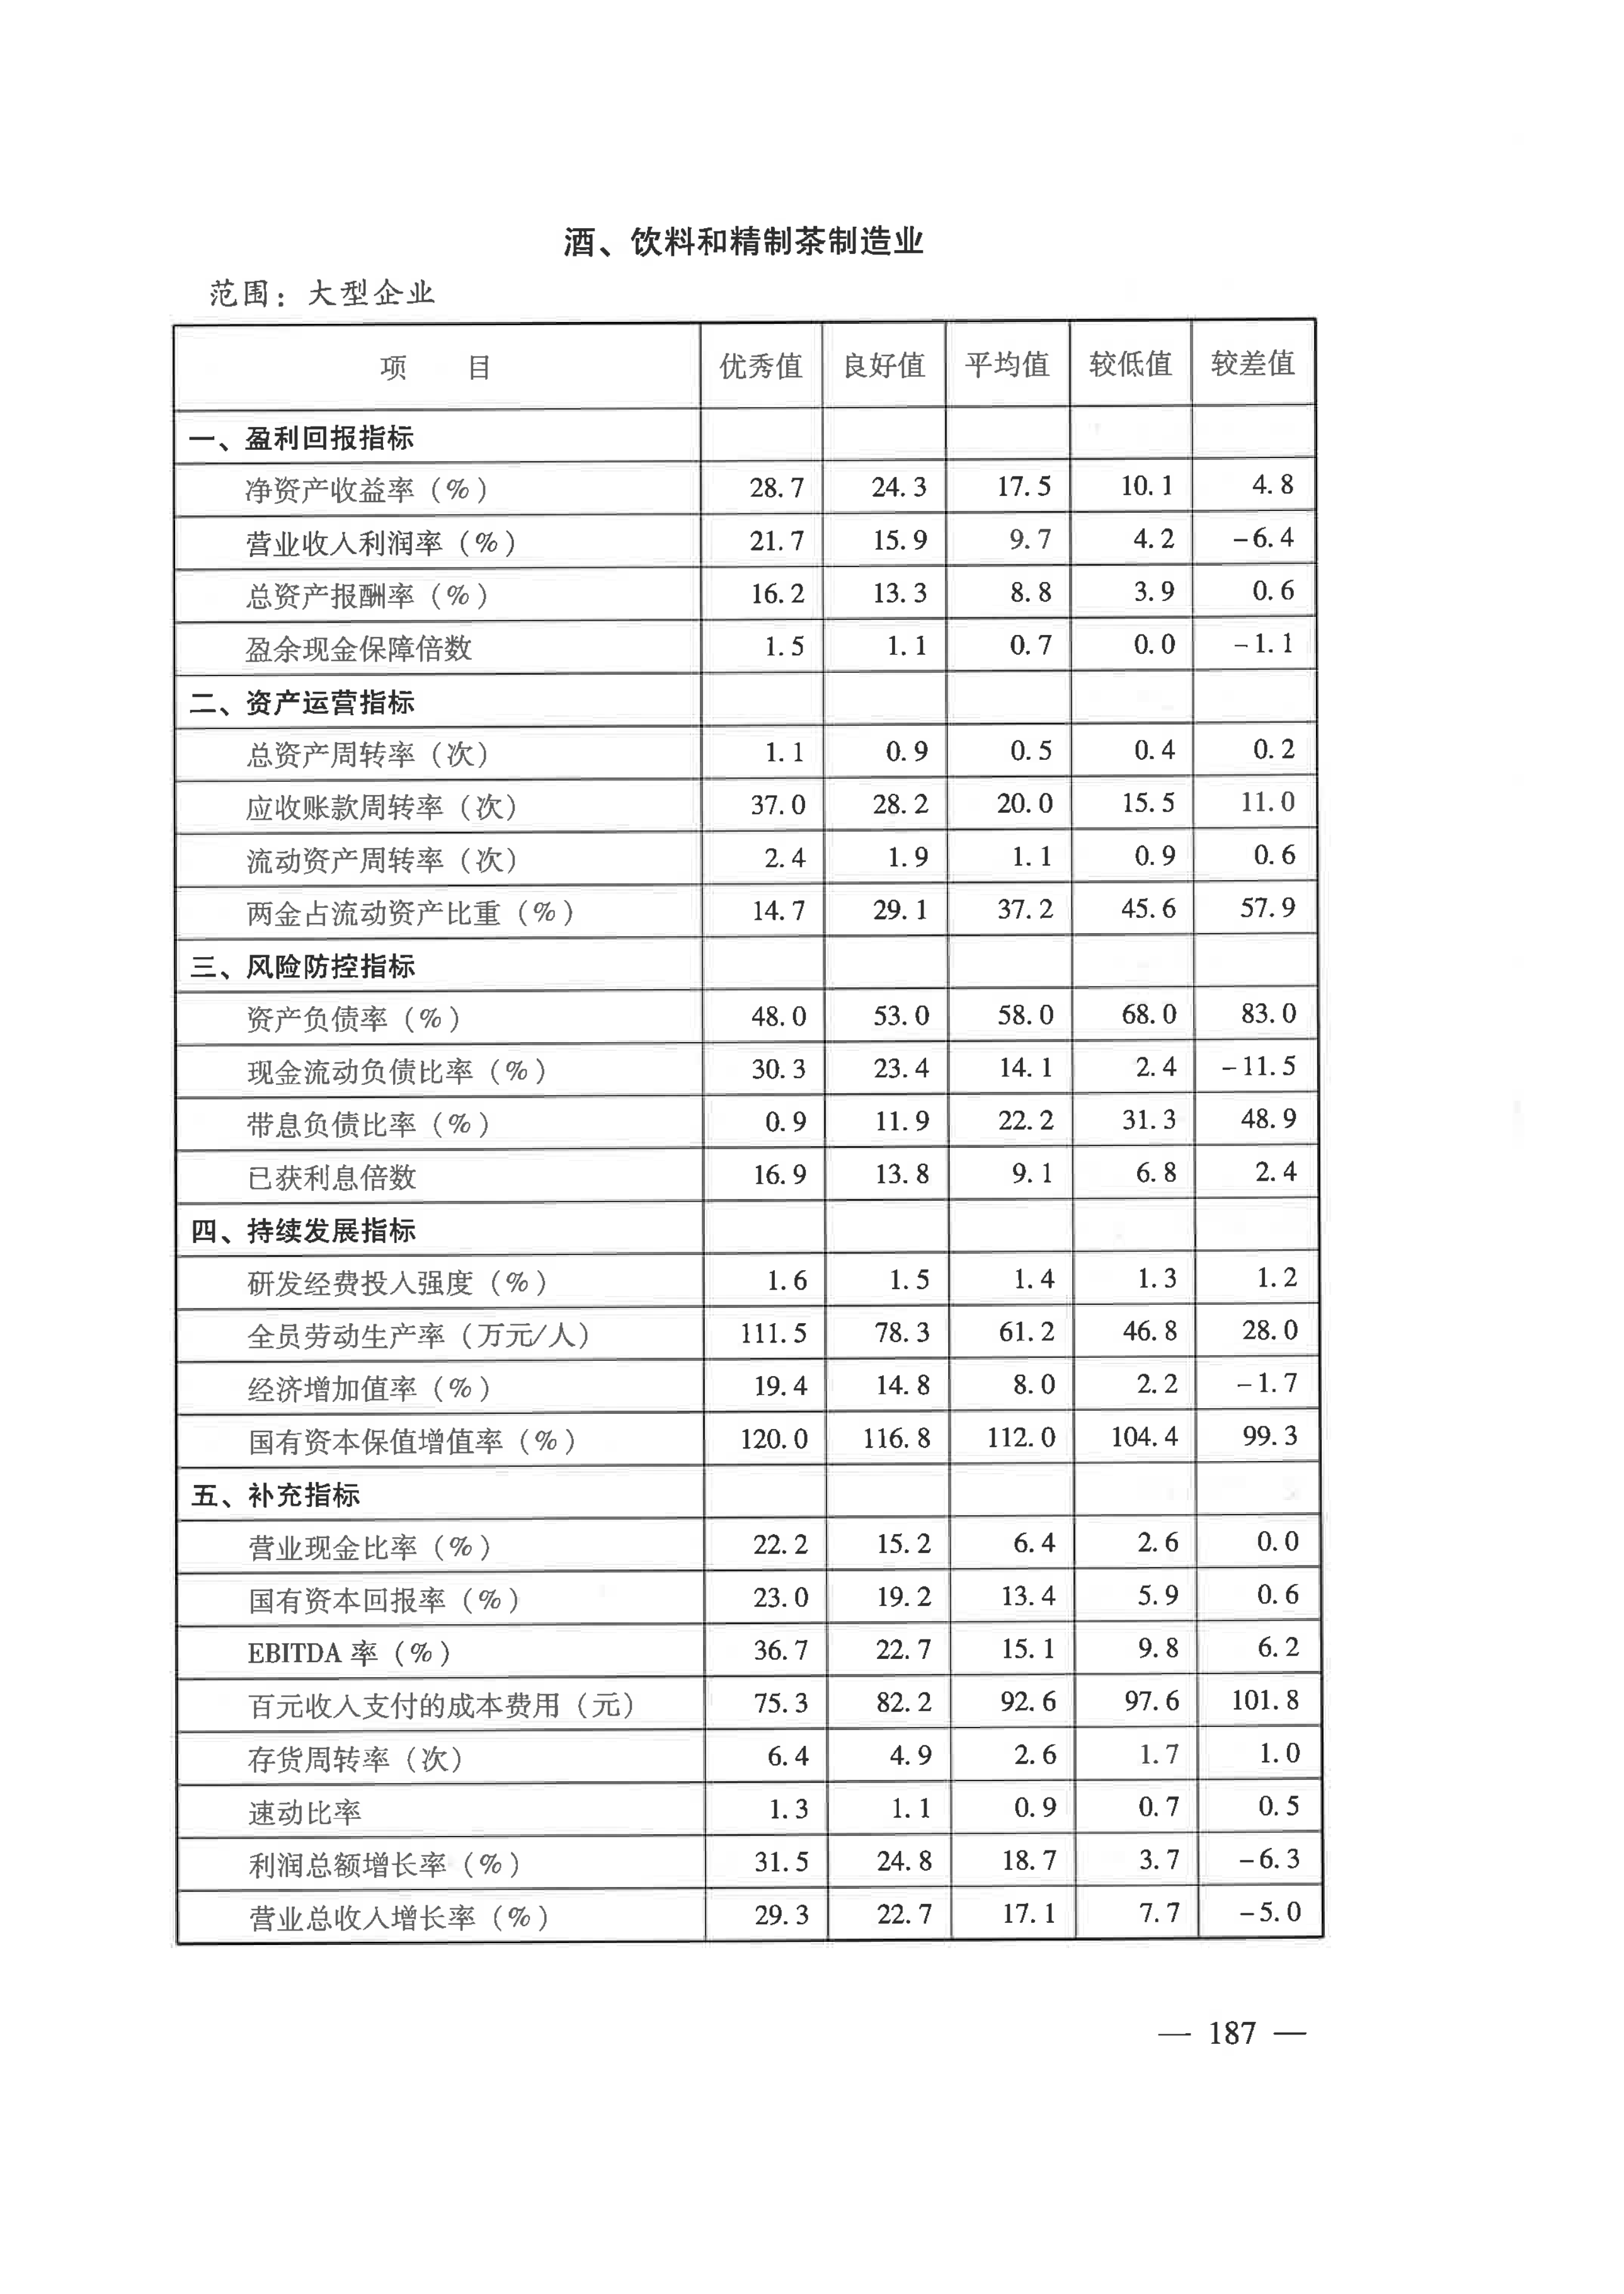 酒、饮料和精制茶制造业
范围：大型企业
项 目 优秀值 良好值 平均值 较低值 较差值
一、盈利回报指标
净资产收益率（%） 28.7 24.3 17.5 10.1 4.8
营业收入利润率（%） 21.7 15.9 9.7 4.2 -6.4
总资产报酬率（%） 16.2 13.3 8.8 3.9 0.6
盈余现金保障倍数 1.5 1.1 0.7 0.0 -1.1
二、资产运营指标
总资产周转率（次） 1.1 0.9 0.5 0.4 0.2
应收账款周转率（次） 37.0 28.2 20.0 15.5 11.0
流动资产周转率（次） 2.4 1.9 1.1 0.9 0.6
两金占流动资产比重（%） 14.7 29.1 37.2 45.6 57.9
三、风险防控指标
资产负债率（%） 48.0 53.0 58.0 68.0 83.0
现金流动负债比率（%） 30.3 23.4 14.1 2.4 -11.5
带息负债比率（%） 0.9 11.9 22.2 31.3 48.9
已获利息倍数 16.9 13.8 9.1 6.8 2.4
四、持续发展指标
研发经费投入强度（%） 1.6 1.5 1.4 1.3 1.2
全员劳动生产率（万元/人） 111.5 78.3 61.2 46.8 28.0
经济增加值率（%） 19.4 14.8 8.0 2.2 -1.7
国有资本保值增值率（%） 120.0 116.8 112.0 104.4 99.3
五、补充指标
营业现金比率（%） 22.2 15.2 6.4 2.6 0.0
国有资本回报率（%） 23.0 19.2 13.4 5.9 0.6
EBITDA 率（%） 36.7 22.7 15.1 9.8 6.2
百元收入支付的成本费用（元） 75.3 82.2 92.6 97.6 101.8
存货周转率（次） 6.4 4.9 2.6 1.7 1.0
速动比率 1.3 1.1 0.9 0.7 0.5
利润总额增长率（%） 31.5 24.8 18.7 3.7 -6.3
营业总收入增长率（%） 29.3 22.7 17.1 7.7 -5.0
— 187 —